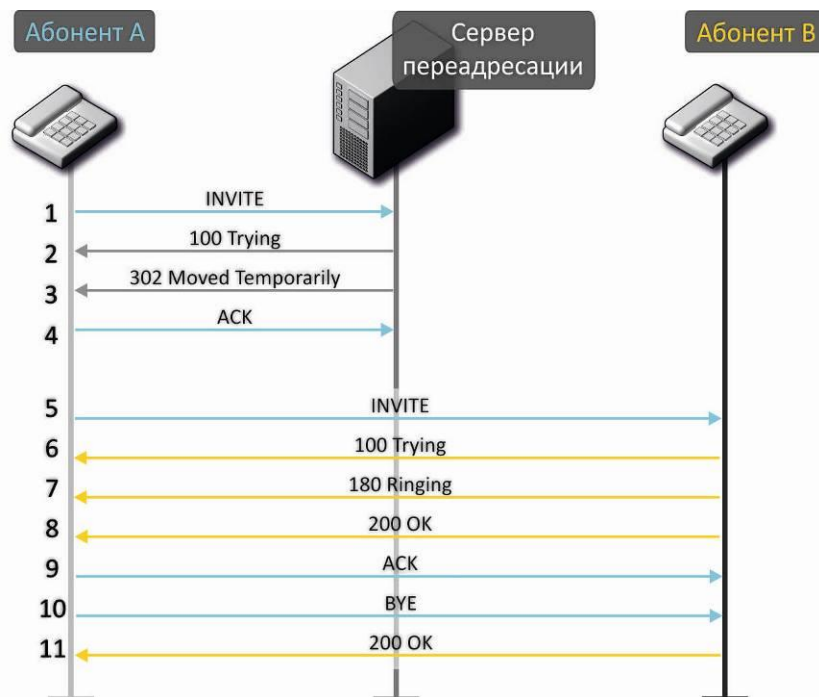 Абонент А
Сервер
переадресации
Абонент В
1
INVITE
2
100 Trying
3
302 Moved Temporarily
4
ACK
5
INVITE
6
100 Trying
7
180 Ringing
8
200 OK
9
ACK
10
BYE
11
200 OK